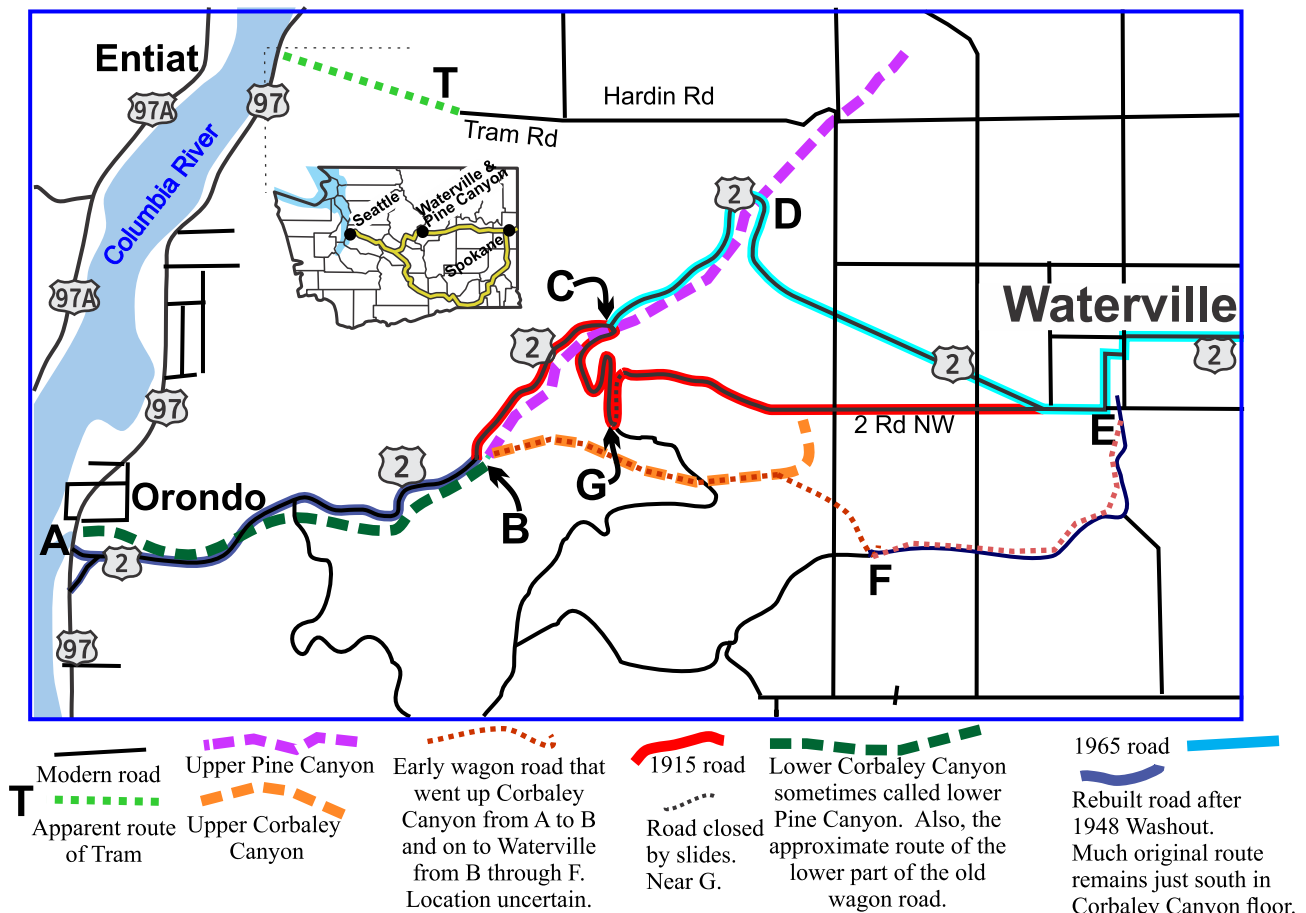 Entiat
97A
97
T
Hardin Rd
Tram Rd
Columbia River
Seattle
Waterville &
Pine Canyon
Spokane
2
D
C
97A
Waterville
2
2
2
97
2 Rd NW
E
2
G
Orondo
B
A
2
F
97
Modern road
T
Apparent route
of Tram
Upper Pine Canyon
Upper Corbaley
Canyon
Early wagon road that
went up Corbaley
Canyon from A to B
and on to Waterville
from B through F.
Location uncertain.
1915 road
Road closed
by slides.
Near G.
Lower Corbaley Canyon
sometimes called lower
Pine Canyon. Also, the
approximate route of the
lower part of the old
wagon road.
1965 road
Rebuilt road after
1948 Washout.
Much original route
remains just south in
Corbaley Canyon floor.